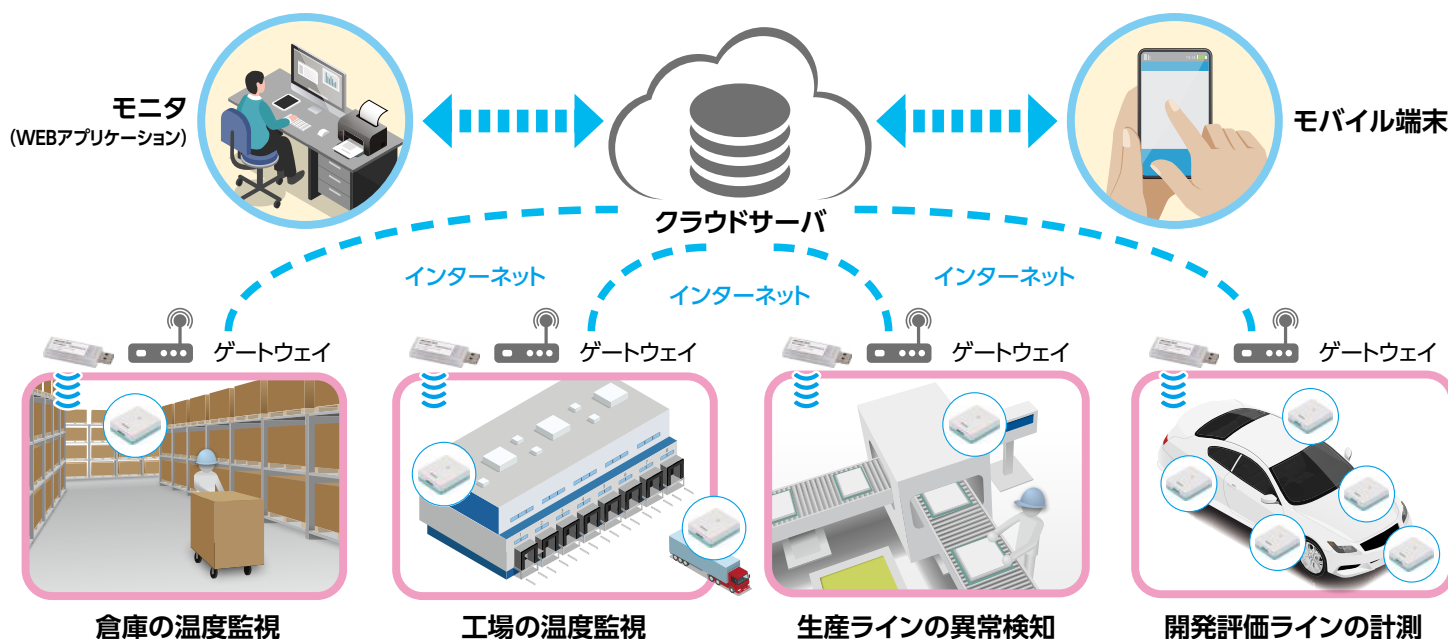 モニタ
(WEBアプリケーション)
モバイル端末
クラウドサーバ
インターネット
インターネット
インターネット
ゲートウェイ
ゲートウェイ
ゲートウェイ
ゲートウェイ
倉庫の温度監視
工場の温度監視
生産ラインの異常検知
開発評価ラインの計測